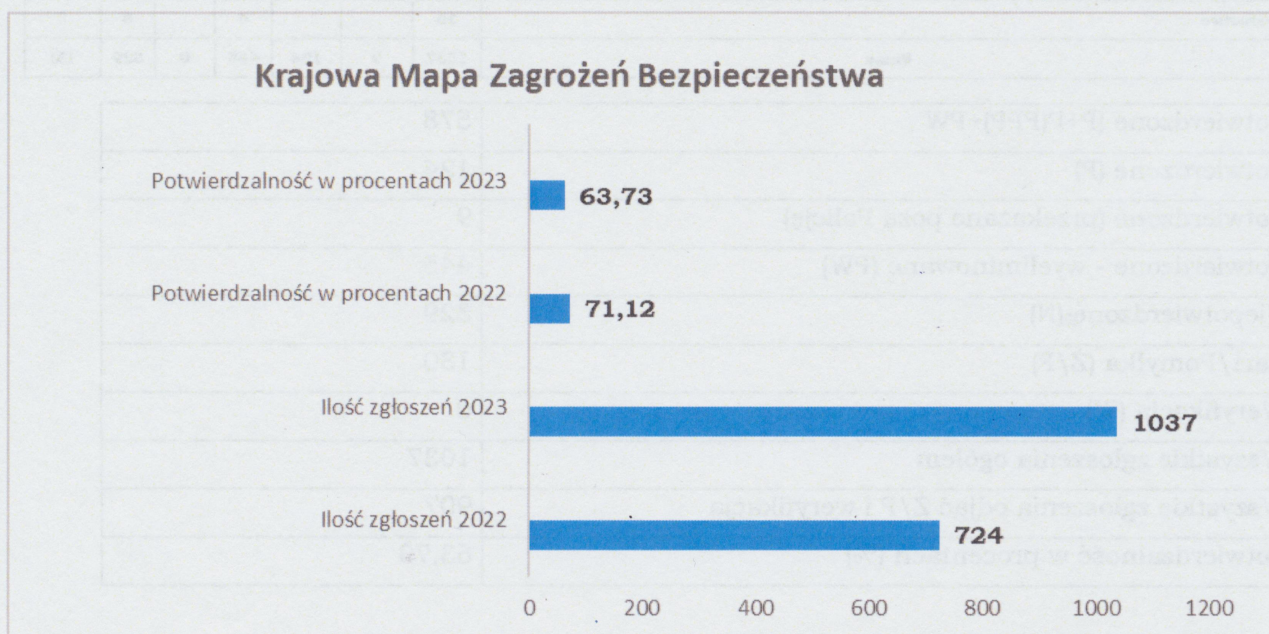 Krajowa Mapa Zagrożeń Bezpieczeństwa
Potwierdzalność w procentach 2023
63,73
Potwierdzalność w procentach 2022
71,12
Ilość zgłoszeń 2023
1037
Ilość zgłoszeń 2022
724
0 200 400 600 800 1000 1200